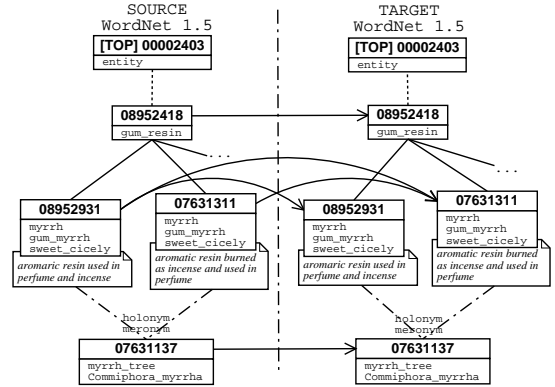 SOURCE
WordNet 1.5
[TOP] 00002403
entity
08952418
gum_resin
...
08952931
myrrh
gum_myrrh
sweet_cicely
aromaric resin used in
perfume and incense
07631311
myrrh
gum_myrrh
sweet_cicely
aromatic resin burned
as incense and used in
perfume
holonym
meronym
07631137
myrrh_tree
Commiphora_myrrha
TARGET
WordNet 1.5
[TOP] 00002403
entity
08952418
gum_resin
...
08952931
myrrh
gum_myrrh
sweet_cicely
aromaric resin used in
perfume and incense
07631311
myrrh
gum_myrrh
sweet_cicely
aromatic resin burned
as incense and used in
perfume
holonym
meronym
07631137
myrrh_tree
Commiphora_myrrha